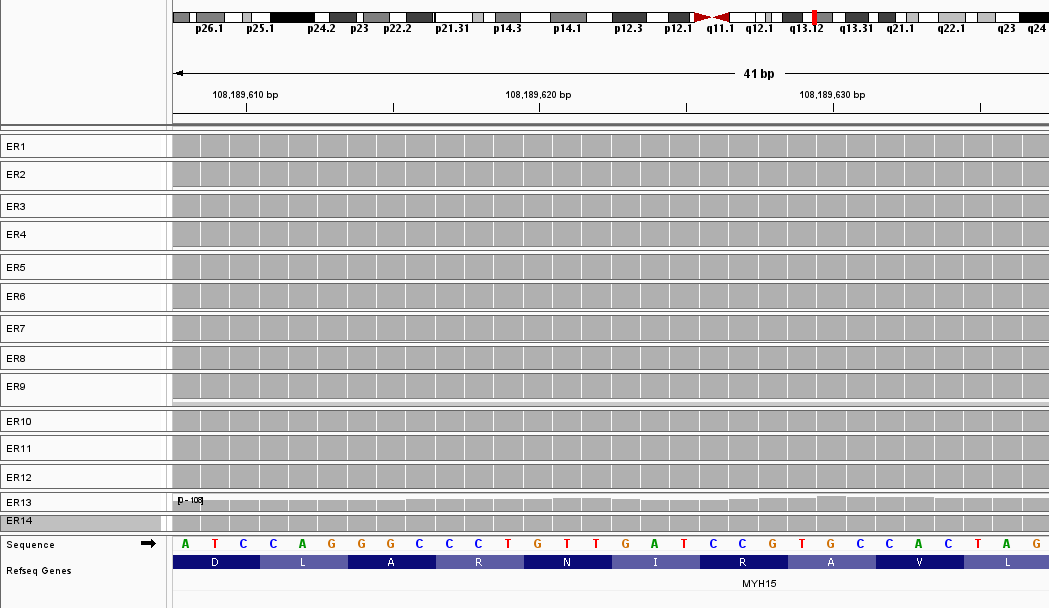 p26.1 p25.1 p24.2 p23 p22.2 p21.31 p14.3 p14.1 p12.3 p12.1 q11.1 q12.1 q13.12 q13.31 q21.1 q22.1 q23 q24
41 bp
108,189,610 bp 108,189,620 bp 108,189,630 bp
ER1
ER2
ER3
ER4
ER5
ER6
ER7
ER8
ER9
ER10
ER11
ER12
ER13 [0 - 108]
ER14
Sequence A T C C A G G G C C C T G T T G A T C C G T G C C A C T A G
D L A R N I R A V L
Refseq Genes
MYH15